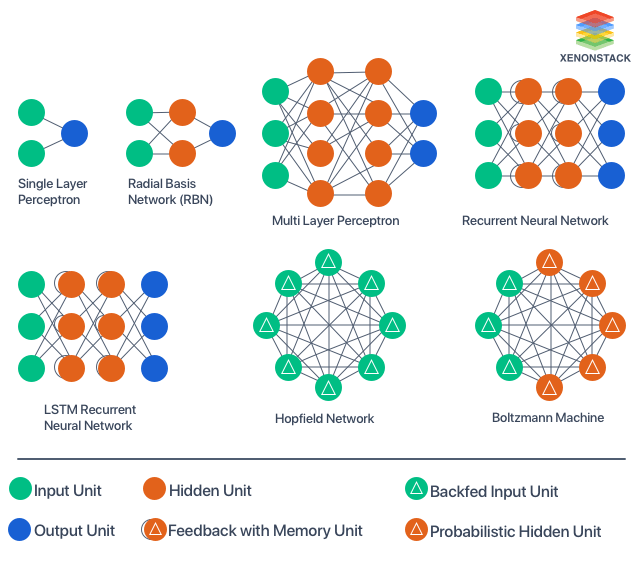 XENONSTACK
Single Layer
Perceptron
Radial Basis
Network (RBN)
Multi Layer Perceptron
Recurrent Neural Network
LSTM Recurrent
Neural Network
Hopfield Network
Boltzmann Machine
Input Unit
Hidden Unit
Backfed Input Unit
Output Unit
Feedback with Memory Unit
Probabilistic Hidden Unit